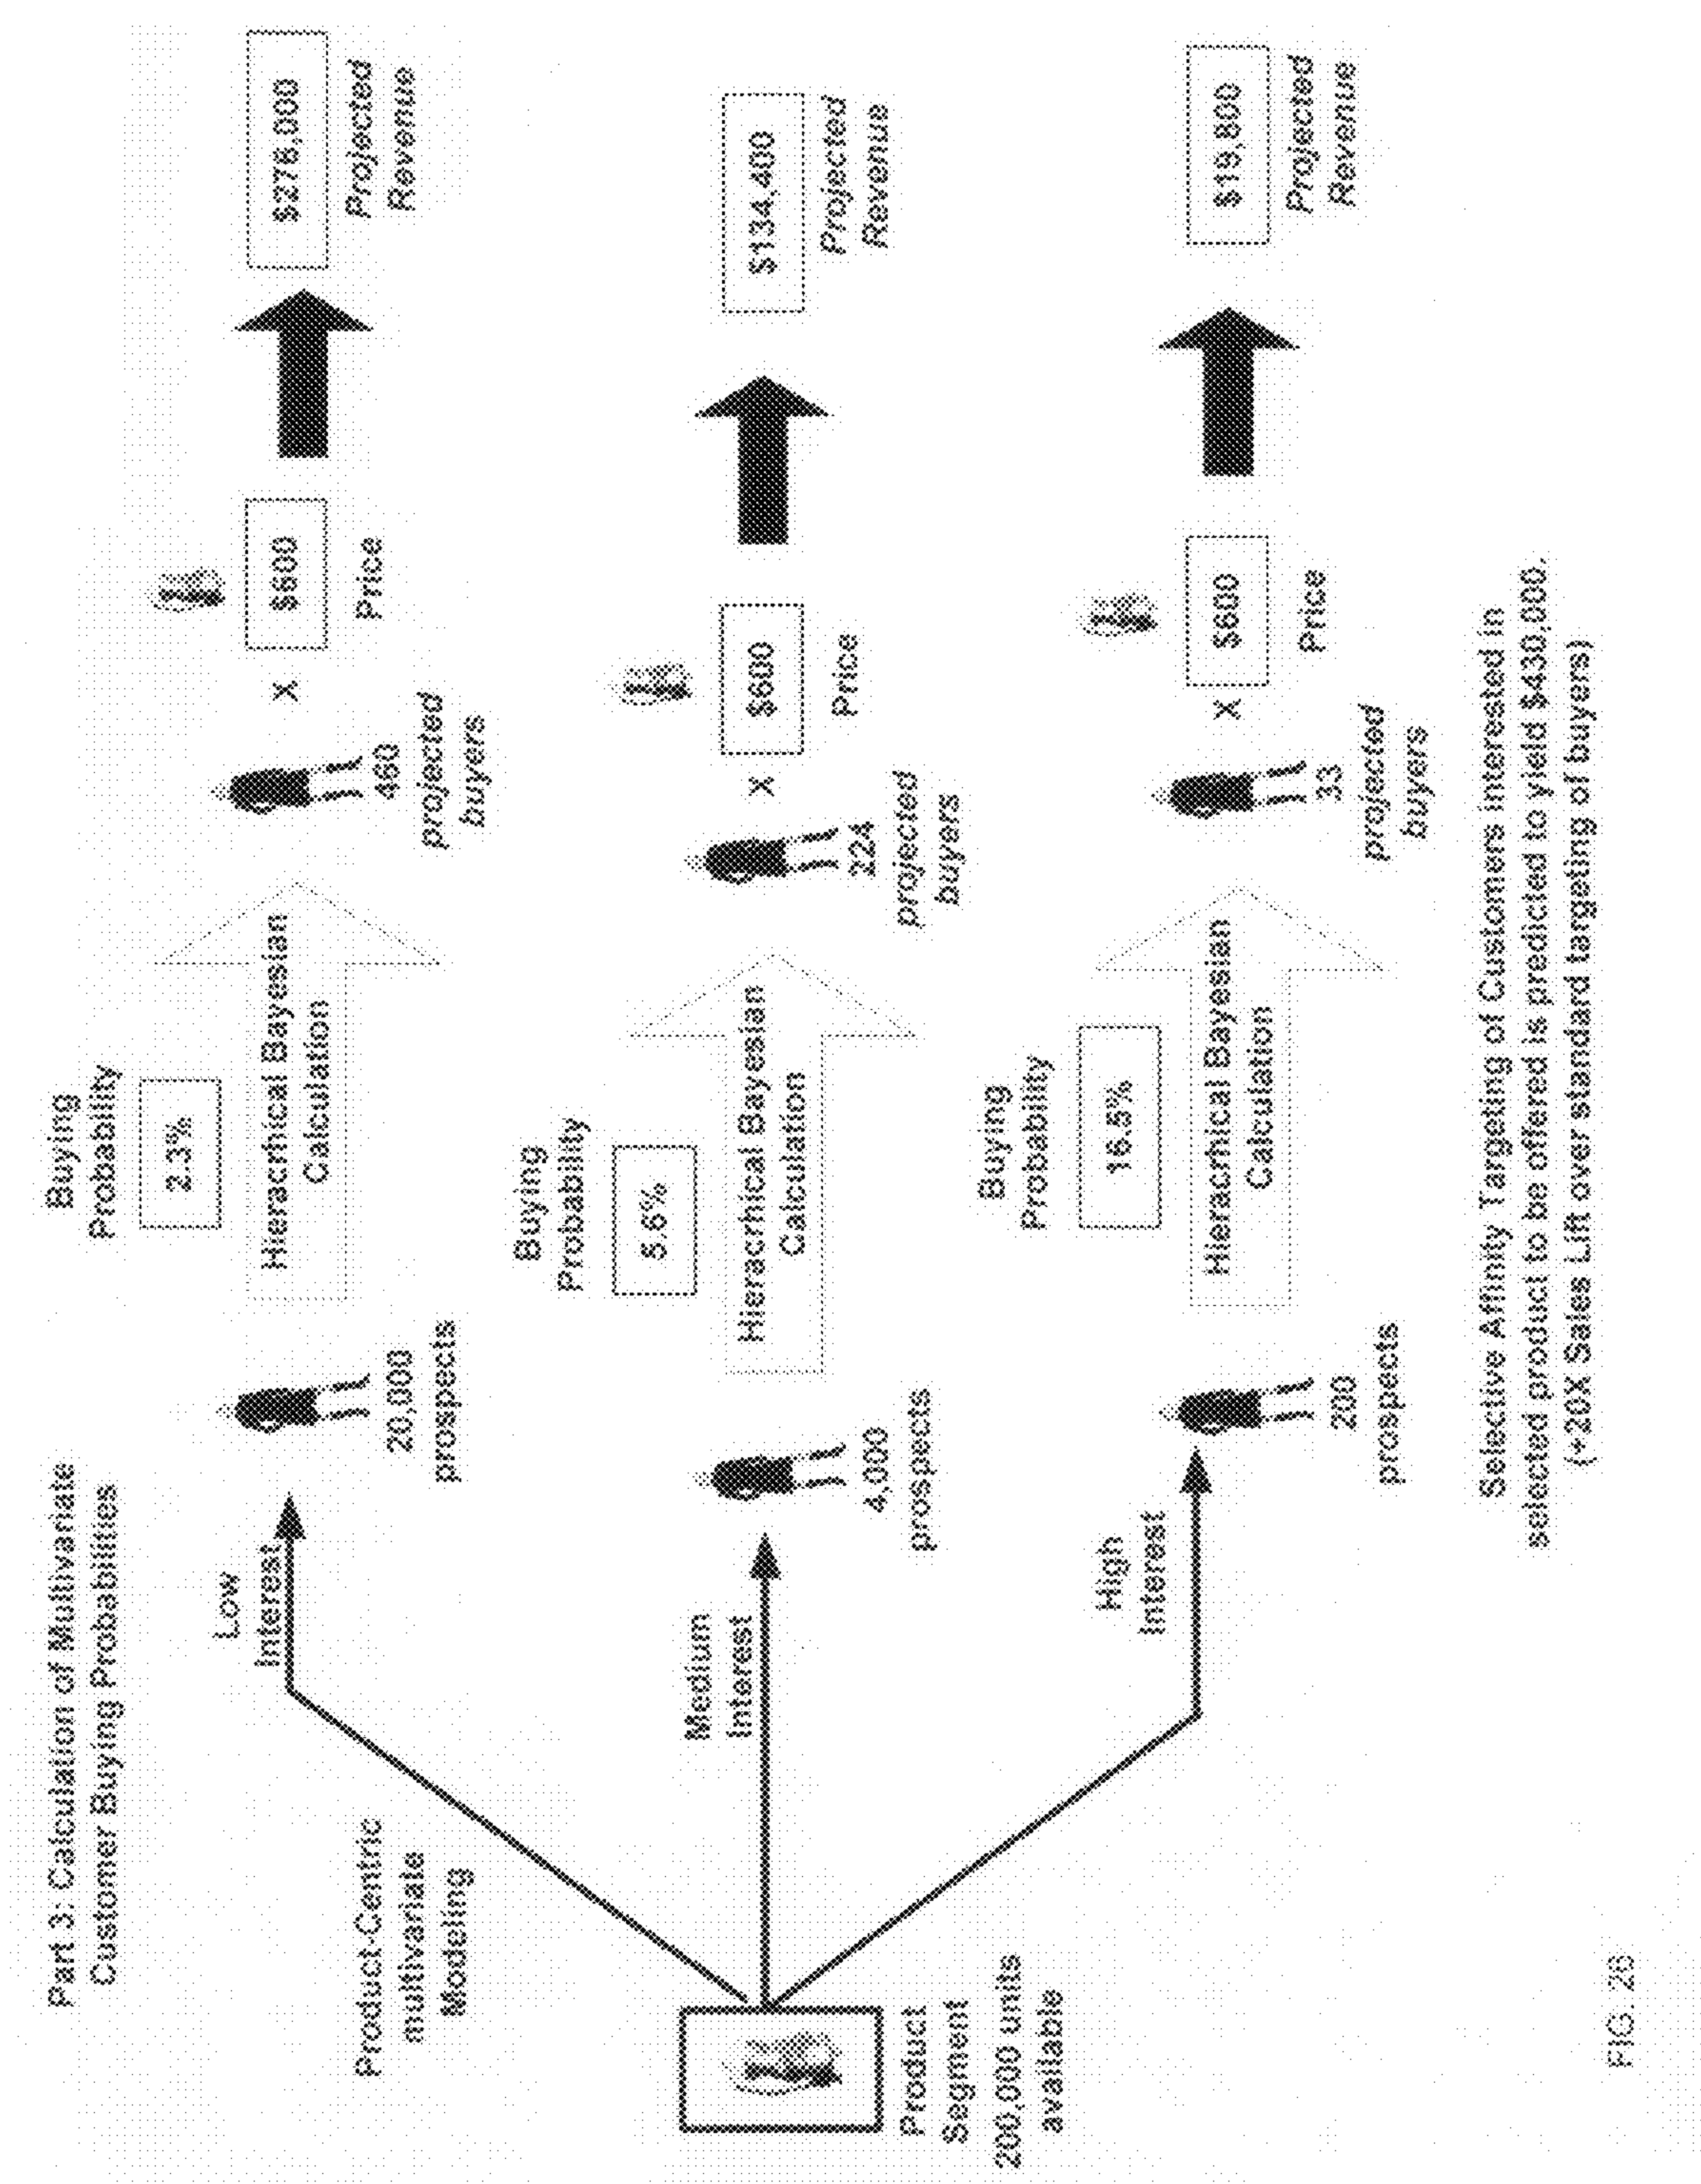 Part 3: Calculation of Multivariate
Customer Buying Probabilities
Product-Centric
multivariate
Modeling
Product
Segment
200,000 units
available
Low
Interest
20,000
prospects
Buying
Probability
2.3%
Hieracrhical Bayesian
Calculation
460
projected
buyers
X
$600
Price
$276,000
Projected
Revenue
Medium
Interest
4,000
prospects
Buying
Probability
5.6%
Hieracrhical Bayesian
Calculation
224
projected
buyers
X
$600
Price
$134,400
Projected
Revenue
High
Interest
200
prospects
Buying
Probability
16.5%
Hieracrhical Bayesian
Calculation
33
projected
buyers
X
$600
Price
$19,800
Projected
Revenue
Selective Affinity Targeting of Customers interested in
selected product to be offered is predicted to yield $430,000.
(+20X Sales Lift over standard targeting of buyers)
FIG. 2B